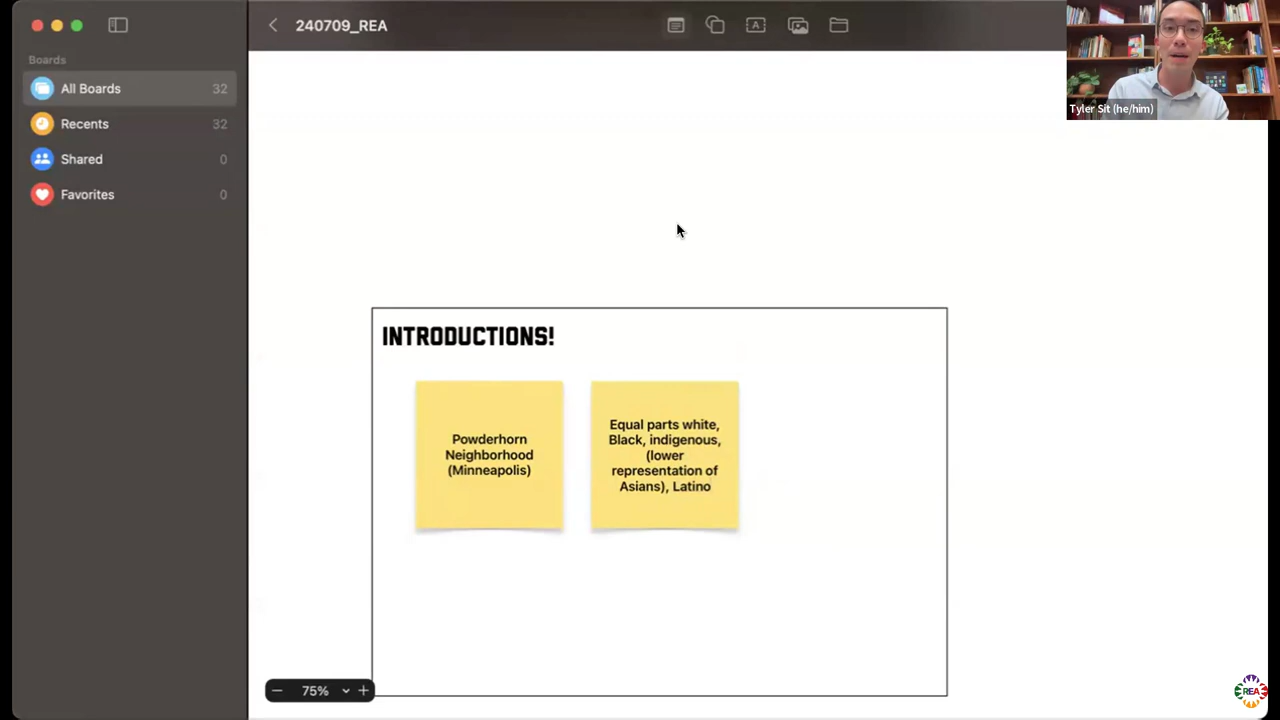 240709_REA
Boards
All Boards 32
Recents 32
Shared 0
Favorites 0
Tyler Sit (he/him)
INTRODUCTIONS!
Powderhorn
Neighborhood
(Minneapolis)
Equal parts white,
Black, indigenous,
(lower
representation of
Asians), Latino
75%
REA